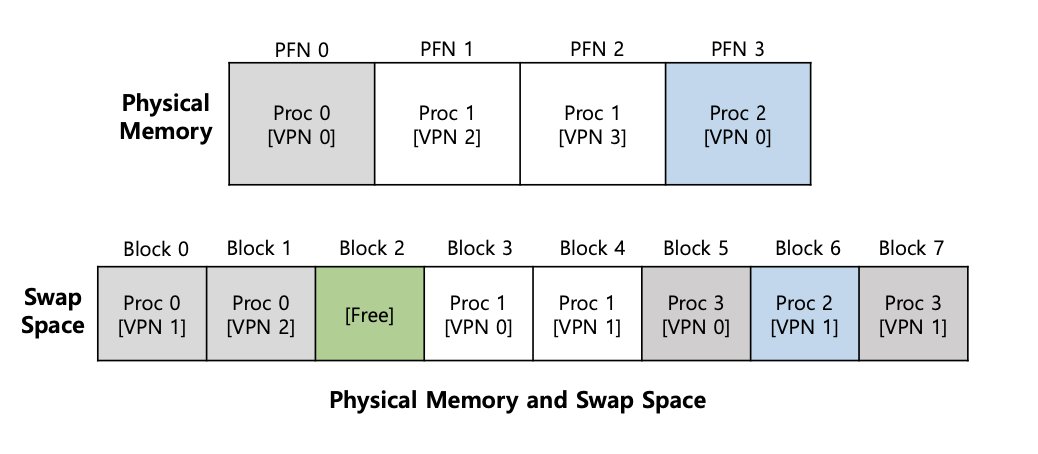 PFN 0 PFN 1 PFN 2 PFN 3
Physical
Memory
Proc 0 Proc 1 Proc 1 Proc 2
[VPN 0] [VPN 2] [VPN 3] [VPN 0]
Block 0 Block 1 Block 2 Block 3 Block 4 Block 5 Block 6 Block 7
Swap
Space
Proc 0 Proc 0 [Free] Proc 1 Proc 1 Proc 3 Proc 2 Proc 3
[VPN 1] [VPN 2] [VPN 0] [VPN 1] [VPN 0] [VPN 1] [VPN 1]
Physical Memory and Swap Space